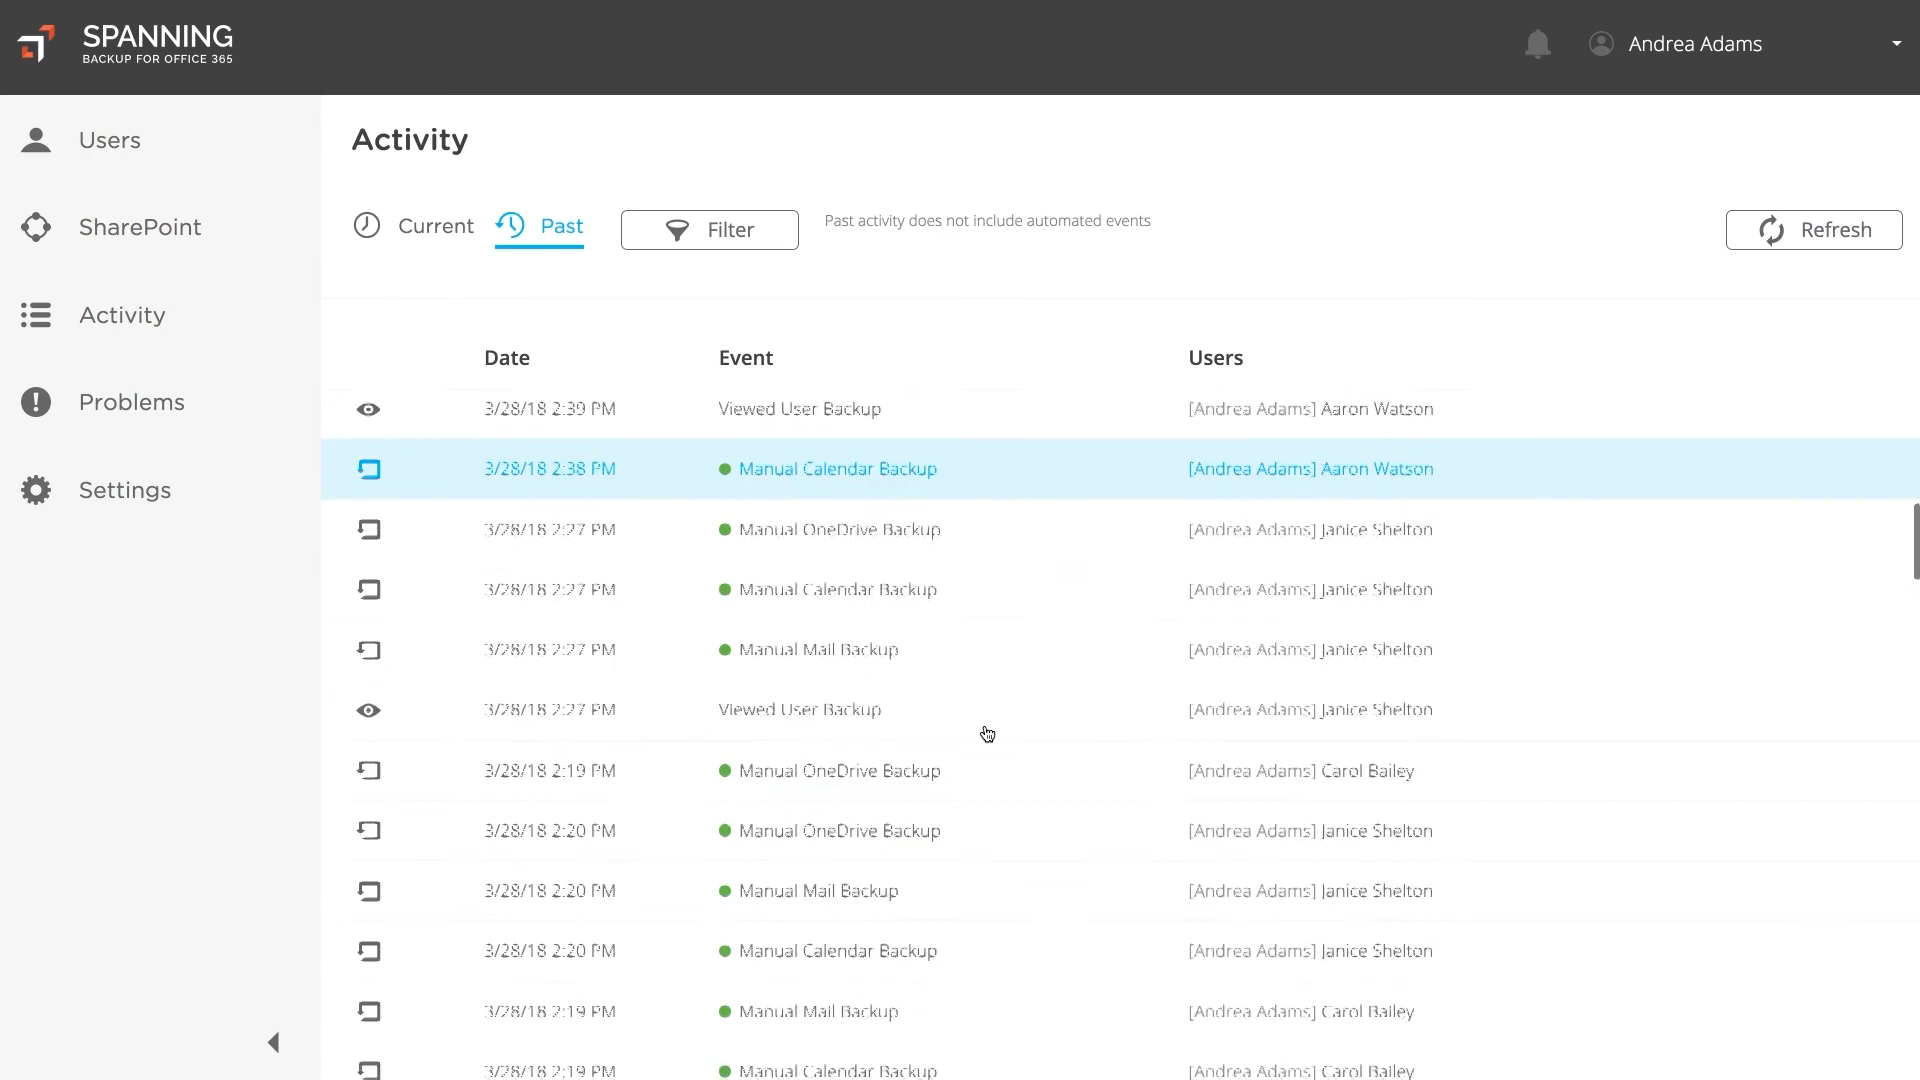 SPANNING
BACKUP FOR OFFICE 365
Andrea Adams
Users
SharePoint
Activity
Problems
Settings
Activity
Current Past Filter Past activity does not include automated events Refresh
Date Event Users
3/28/18 2:39 PM Viewed User Backup [Andrea Adams] Aaron Watson
3/28/18 2:38 PM Manual Calendar Backup [Andrea Adams] Aaron Watson
3/28/18 2:27 PM Manual OneDrive Backup [Andrea Adams] Janice Shelton
3/28/18 2:27 PM Manual Calendar Backup [Andrea Adams] Janice Shelton
3/28/18 2:27 PM Manual Mail Backup [Andrea Adams] Janice Shelton
3/28/18 2:27 PM Viewed User Backup [Andrea Adams] Janice Shelton
3/28/18 2:19 PM Manual OneDrive Backup [Andrea Adams] Carol Bailey
3/28/18 2:20 PM Manual OneDrive Backup [Andrea Adams] Janice Shelton
3/28/18 2:20 PM Manual Mail Backup [Andrea Adams] Janice Shelton
3/28/18 2:20 PM Manual Calendar Backup [Andrea Adams] Janice Shelton
3/28/18 2:19 PM Manual Mail Backup [Andrea Adams] Carol Bailey
3/28/18 2:19 PM Manual Calendar Backup [Andrea Adams] Carol Bailey